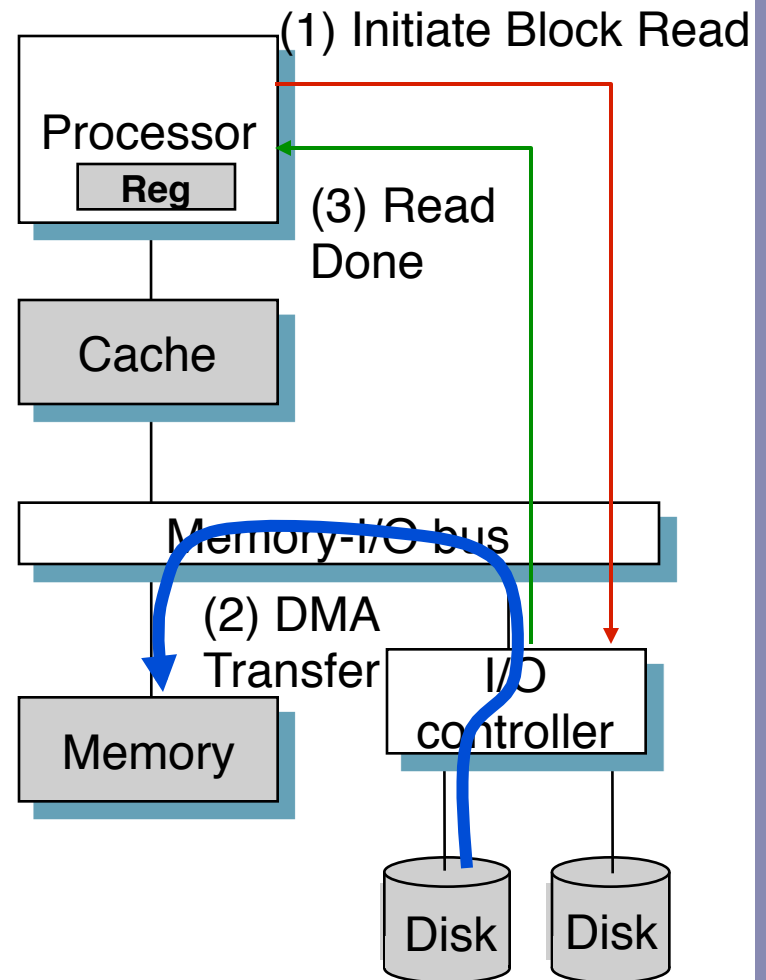 (1) Initiate Block Read
Processor
Reg
(3) Read
Done
Cache
Memory-I/O bus
(2) DMA
Transfer
I/O
controller
Memory
Disk
Disk